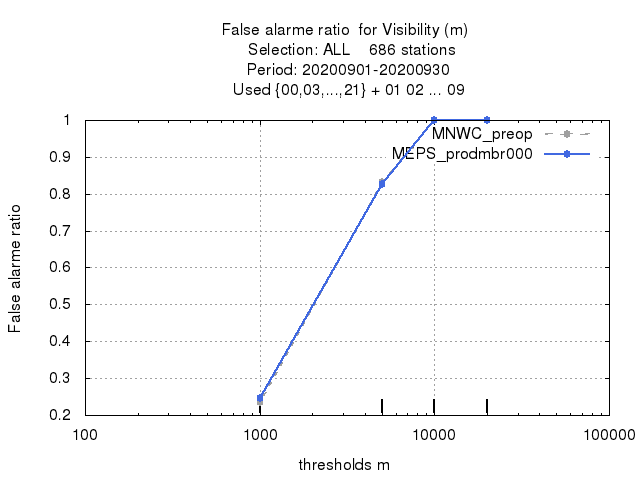 False alarme ratio  for Visibility (m)
Selection: ALL    686 stations
Period: 20200901-20200930
Used {00,03,...,21} + 01 02 ... 09
MNWC_preop
MEPS_prodmbr000
False alarme ratio
1
0.9
0.8
0.7
0.6
0.5
0.4
0.3
0.2
100
1000
10000
100000
thresholds m